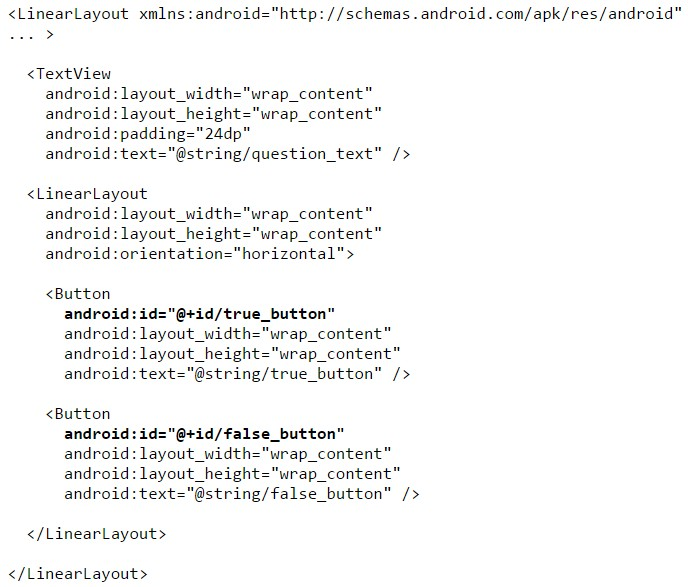 <LinearLayout xmlns:android="http://schemas.android.com/apk/res/android"
... >
<TextView
android:layout_width="wrap_content"
android:layout_height="wrap_content"
android:padding="24dp"
android:text="@string/question_text" />
<LinearLayout
android:layout_width="wrap_content"
android:layout_height="wrap_content"
android:orientation="horizontal">
<Button
android:id="@+id/true_button"
android:layout_width="wrap_content"
android:layout_height="wrap_content"
android:text="@string/true_button" />
<Button
android:id="@+id/false_button"
android:layout_width="wrap_content"
android:layout_height="wrap_content"
android:text="@string/false_button" />
</LinearLayout>
</LinearLayout>